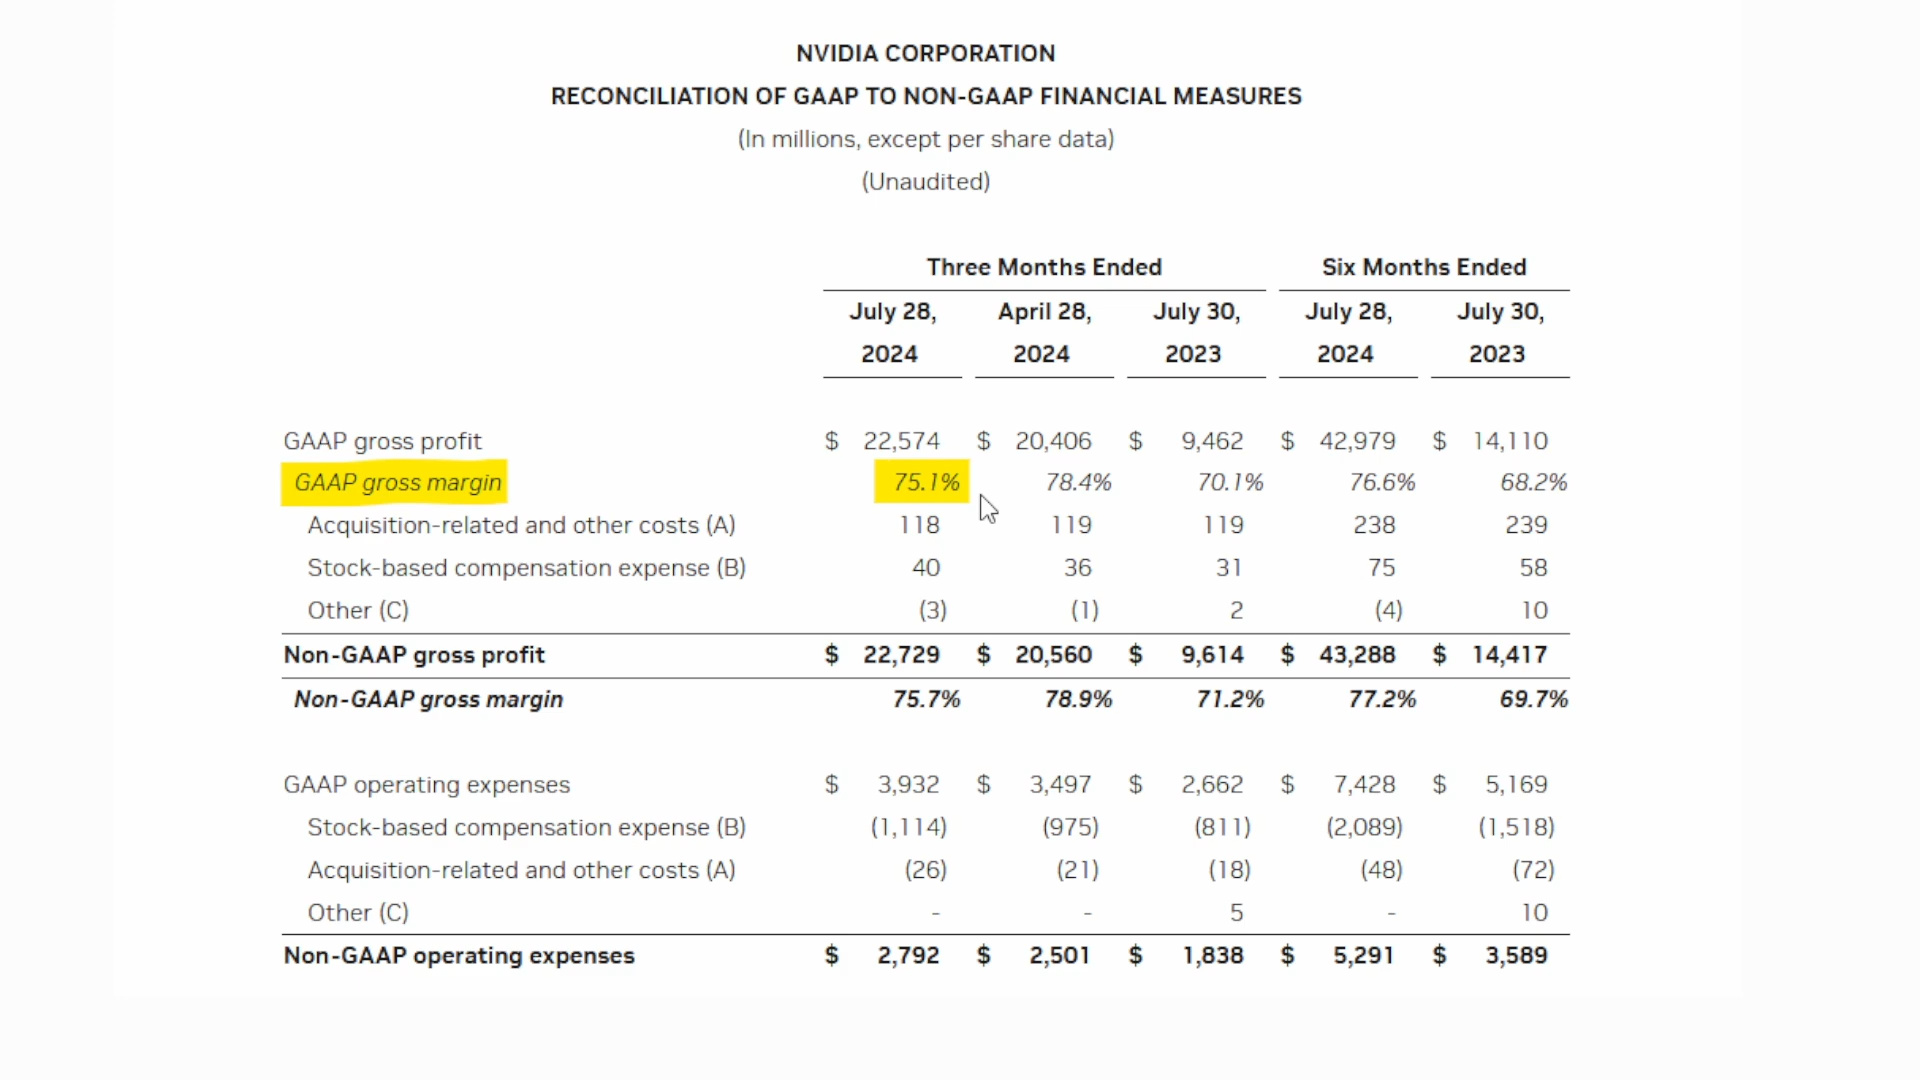 NVIDIA CORPORATION
RECONCILIATION OF GAAP TO NON-GAAP FINANCIAL MEASURES
(In millions, except per share data)
(Unaudited)
Three Months Ended Six Months Ended
July 28, April 28, July 30, July 28, July 30,
2024 2024 2023 2024 2023
GAAP gross profit $ 22,574 $ 20,406 $ 9,462 $ 42,979 $ 14,110
GAAP gross margin 75.1% 78.4% 70.1% 76.6% 68.2%
Acquisition-related and other costs (A) 118 119 119 238 239
Stock-based compensation expense (B) 40 36 31 75 58
Other (C) (3) (1) 2 (4) 10
Non-GAAP gross profit $ 22,729 $ 20,560 $ 9,614 $ 43,288 $ 14,417
Non-GAAP gross margin 75.7% 78.9% 71.2% 77.2% 69.7%
GAAP operating expenses $ 3,932 $ 3,497 $ 2,662 $ 7,428 $ 5,169
Stock-based compensation expense (B) (1,114) (975) (811) (2,089) (1,518)
Acquisition-related and other costs (A) (26) (21) (18) (48) (72)
Other (C) - - 5 - 10
Non-GAAP operating expenses $ 2,792 $ 2,501 $ 1,838 $ 5,291 $ 3,589